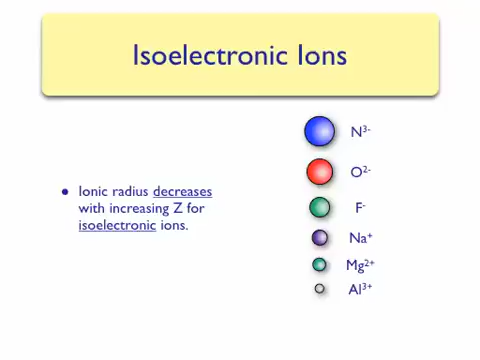 Isoelectronic Ions
N³⁻
O²⁻
• Ionic radius decreases
with increasing Z for
isoelectronic ions.
F⁻
Na⁺
Mg²⁺
Al³⁺